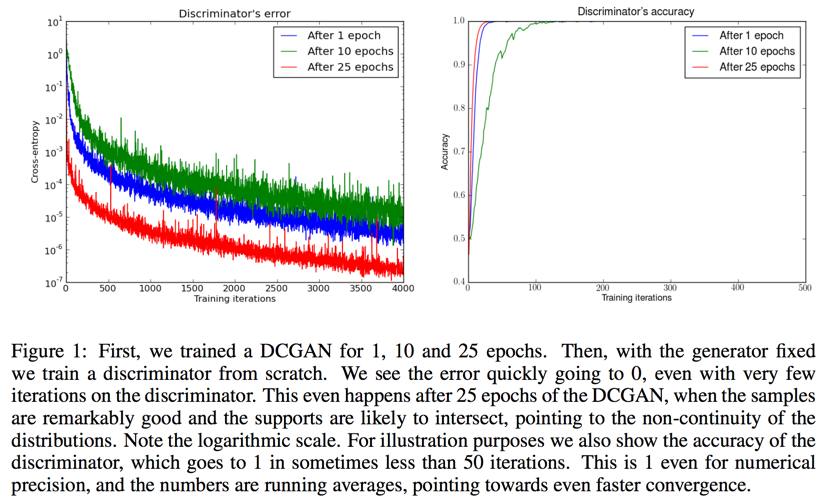 Discriminator's error
10^1
10^0
10^-1
10^-2
10^-3
10^-4
10^-5
10^-6
10^-7
Cross-entropy
After 1 epoch
After 10 epochs
After 25 epochs
0 500 1000 1500 2000 2500 3000 3500 4000
Training iterations
Discriminator's accuracy
1.0
0.9
0.8
0.7
0.6
0.5
0.4
Accuracy
After 1 epoch
After 10 epochs
After 25 epochs
0 100 200 300 400 500
Training iterations
Figure 1: First, we trained a DCGAN for 1, 10 and 25 epochs. Then, with the generator fixed
we train a discriminator from scratch. We see the error quickly going to 0, even with very few
iterations on the discriminator. This even happens after 25 epochs of the DCGAN, when the samples
are remarkably good and the supports are likely to intersect, pointing to the non-continuity of the
distributions. Note the logarithmic scale. For illustration purposes we also show the accuracy of the
discriminator, which goes to 1 in sometimes less than 50 iterations. This is 1 even for numerical
precision, and the numbers are running averages, pointing towards even faster convergence.